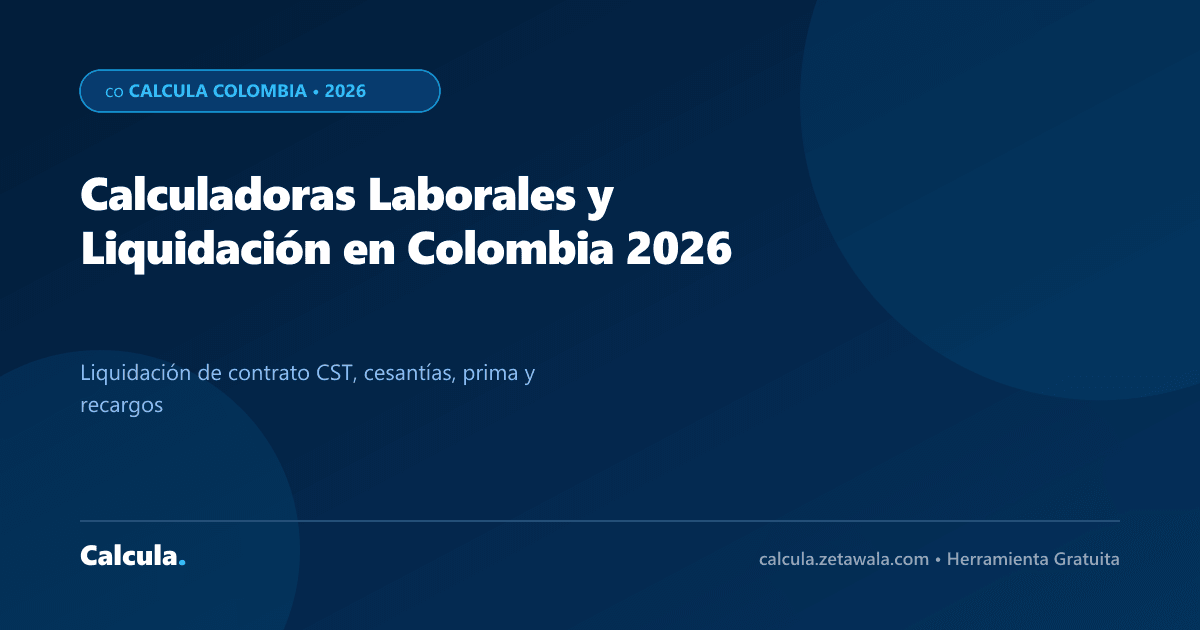 co CALCULA COLOMBIA • 2026
Calculadoras Laborales y
Liquidación en Colombia 2026
Liquidación de contrato CST, cesantías, prima y
recargos
Calcula.
calcula.zetawala.com • Herramienta Gratuita